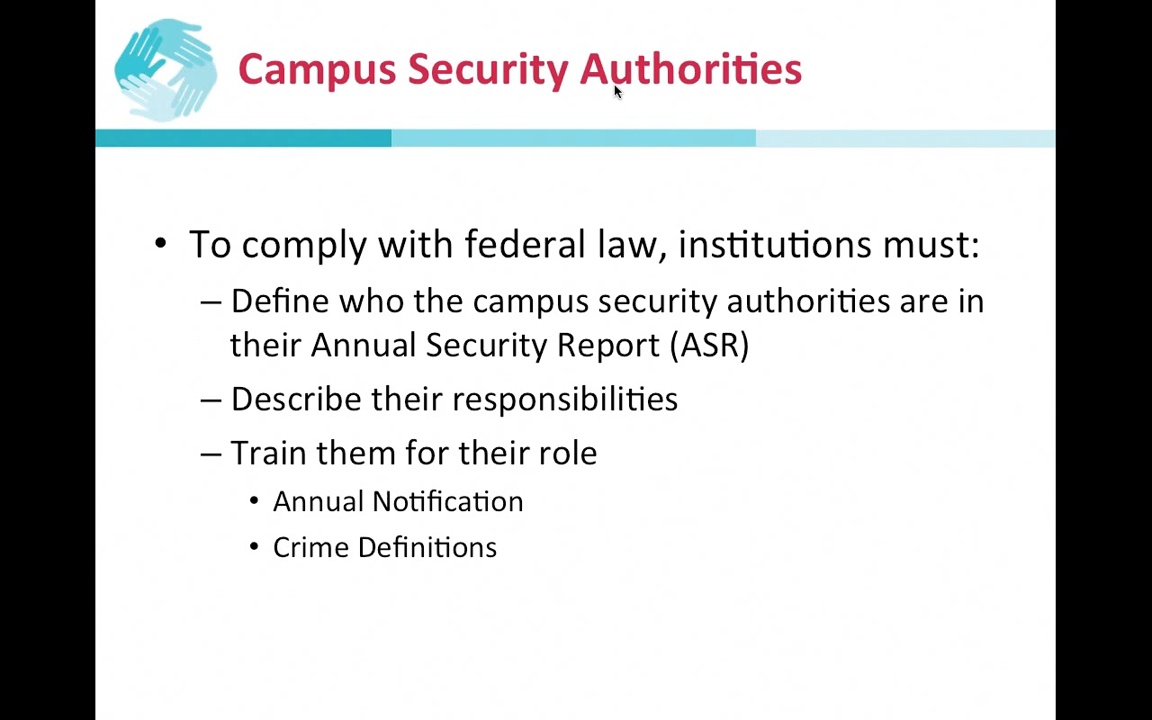 Campus Security Authorities
• To comply with federal law, institutions must:
– Define who the campus security authorities are in
their Annual Security Report (ASR)
– Describe their responsibilities
– Train them for their role
• Annual Notification
• Crime Definitions